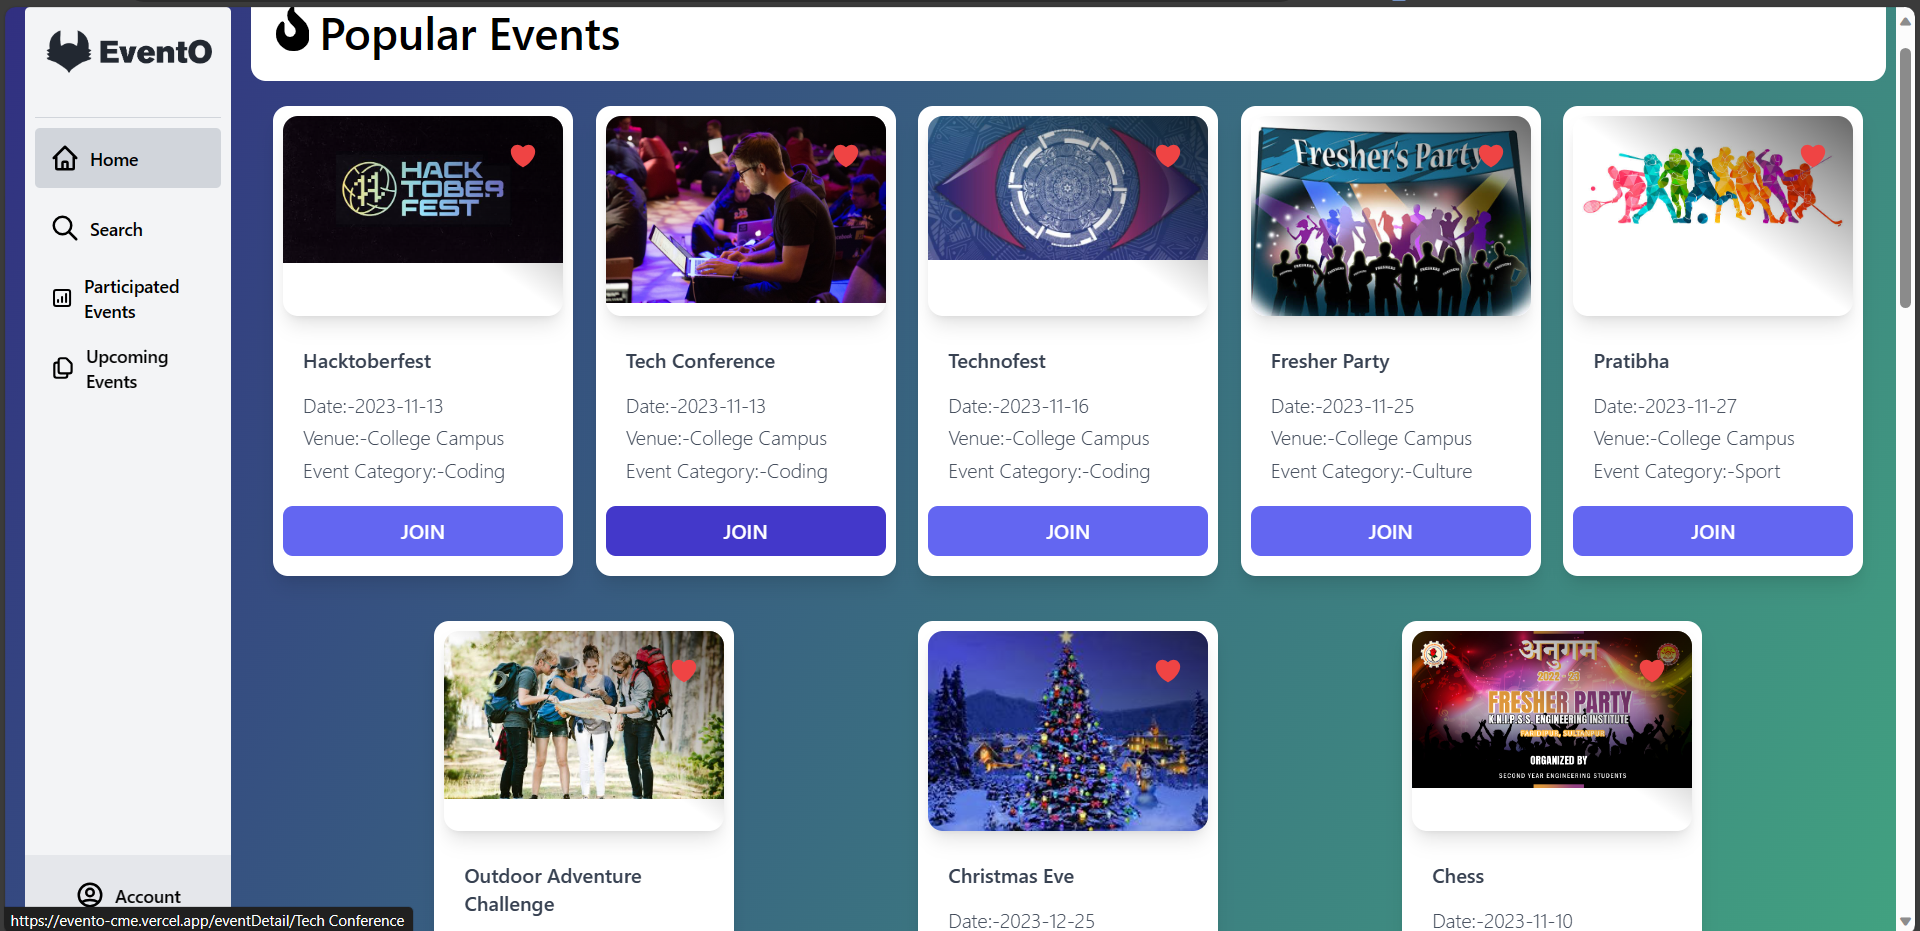 EventO
Home
Search
Participated
Events
Upcoming
Events
Account
https://evento-cme.vercel.app/eventDetail/Tech Conference
Popular Events
HACK
TOBER
FEST
Hacktoberfest
Date:-2023-11-13
Venue:-College Campus
Event Category:-Coding
JOIN
Tech Conference
Date:-2023-11-13
Venue:-College Campus
Event Category:-Coding
JOIN
Technofest
Date:-2023-11-16
Venue:-College Campus
Event Category:-Coding
JOIN
Fresher's Party
Fresher Party
Date:-2023-11-25
Venue:-College Campus
Event Category:-Culture
JOIN
Pratibha
Date:-2023-11-27
Venue:-College Campus
Event Category:-Sport
JOIN
Outdoor Adventure
Challenge
Christmas Eve
Date:-2023-12-25
अनुगम
2022 - 23
FRESHER PARTY
K.N.I.P.S.S. ENGINEERING INSTITUTE
FARIDIPUR, SULTANPUR
ORGANIZED BY
SECOND YEAR ENGINEERING STUDENTS
Chess
Date:-2023-11-10